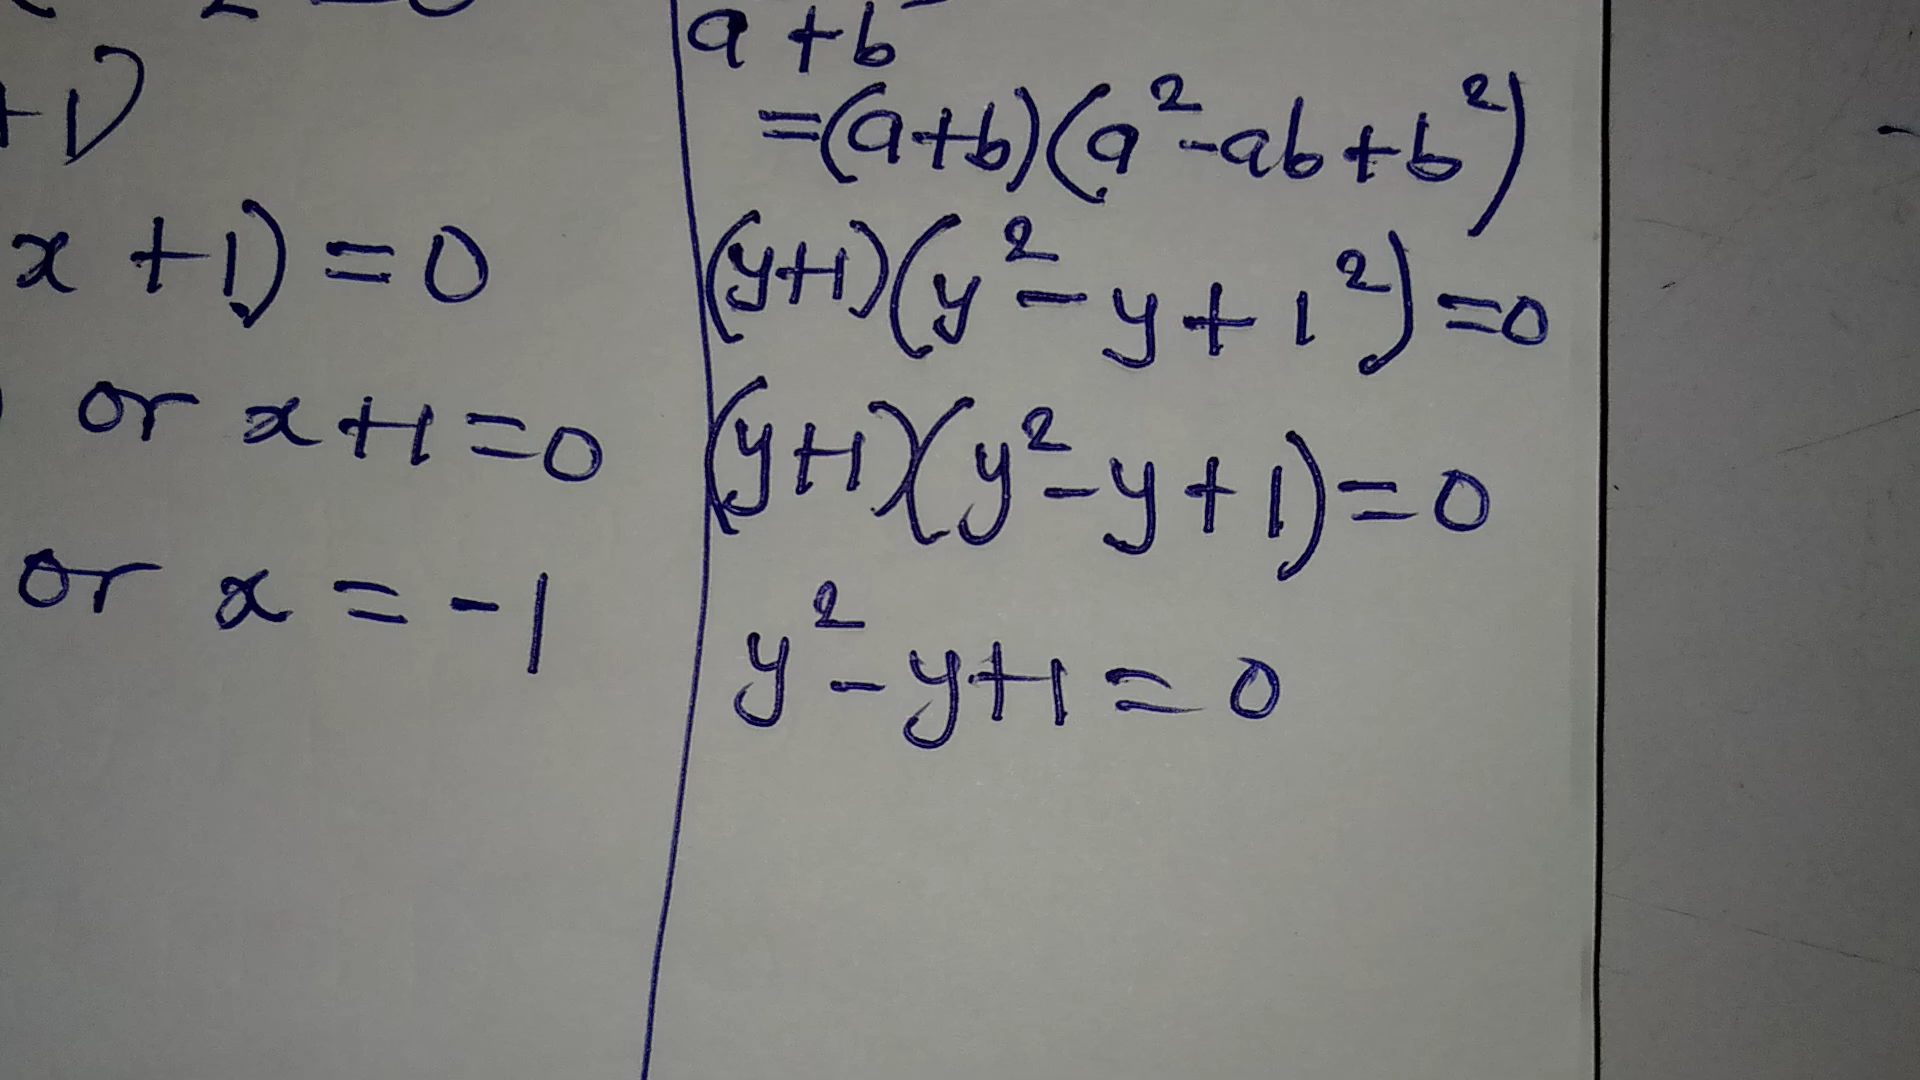 +1)
x +1) = 0
or x+1=0
or x = -1
a +b
=(a+b)(a²-ab+b²)
(y+1)(y²-y+1²)=0
(y+1)(y²-y+1)=0
y²-y+1=0